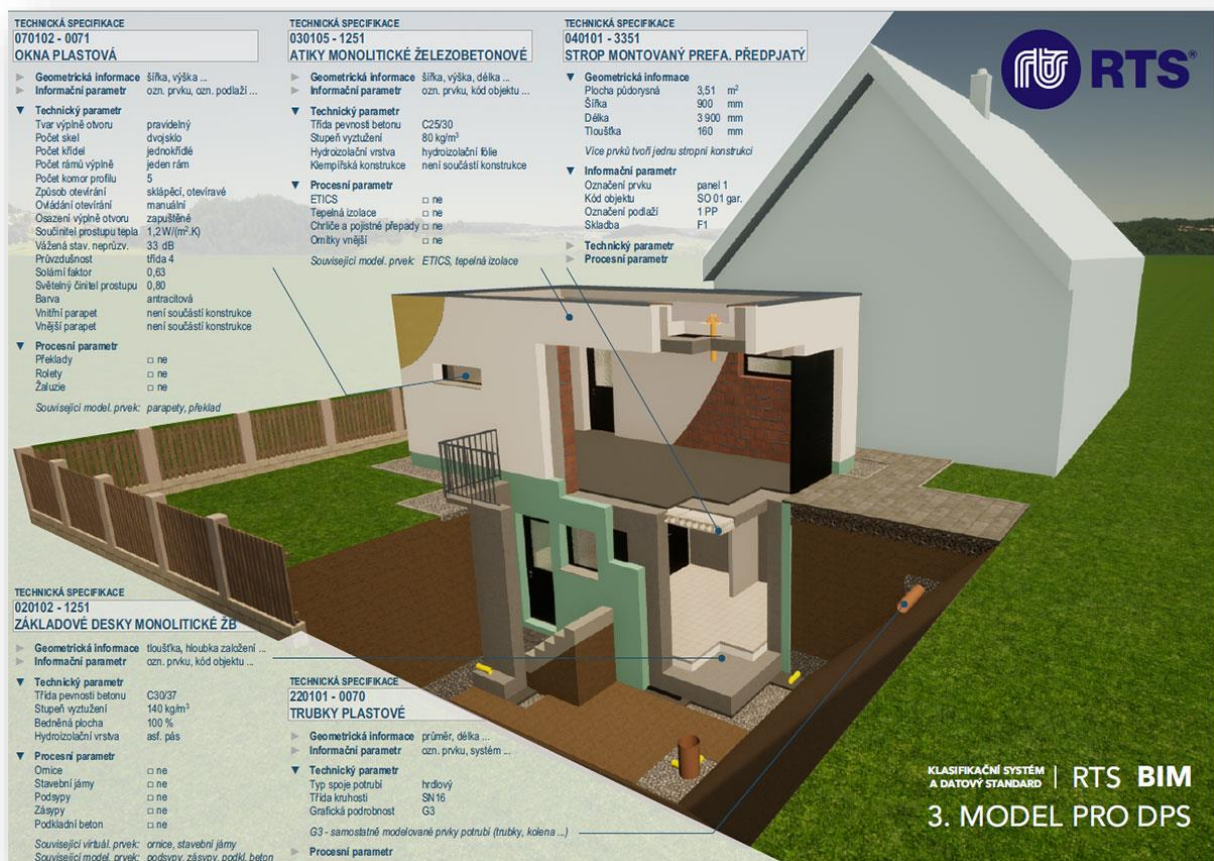 TECHNICKÁ SPECIFIKACE
070102 - 0071
OKNA PLASTOVÁ
Geometrická informace šířka, výška ...
Informační parametr ozn. prvku, ozn. podlaží ...
Technický parametr
Tvar výplně otvoru pravidelný
Počet skel dvojsklo
Počet křídel jednokřídlé
Počet rámů výplně jeden rám
Počet komor profilu 5
Způsob otevírání sklápěcí, otevíravé
Ovládání otevírání manuální
Osazení výplně otvoru zapuštěné
Součinitel prostupu tepla 1,2W/(m².K)
Vážená stav. neprůzv. 33 dB
Průvzdušnost třída 4
Solární faktor 0,63
Světelný činitel prostupu 0,80
Barva antracitová
Vnitřní parapet není součástí konstrukce
Vnější parapet není součástí konstrukce
Procesní parametr
Překlady □ ne
Rolety □ ne
Žaluzie □ ne
Související model. prvek: parapety, překlad
TECHNICKÁ SPECIFIKACE
030105 - 1251
ATIKY MONOLITICKÉ ŽELEZOBETONOVÉ
Geometrická informace šířka, výška, délka ...
Informační parametr ozn. prvku, kód objektu ...
Technický parametr
Třída pevnosti betonu C25/30
Stupeň vyztužení 80 kg/m³
Hydroizolační vrstva hydroizolační fólie
Klempířská konstrukce není součástí konstrukce
Procesní parametr
ETICS □ ne
Tepelná izolace □ ne
Chrliče a pojistné přepady □ ne
Omítky vnější □ ne
Související model. prvek: ETICS, tepelná izolace
TECHNICKÁ SPECIFIKACE
040101 - 3351
STROP MONTOVANÝ PREFA. PŘEDPJATÝ
Geometrická informace
Plocha půdorysná 3,51 m²
Šířka 900 mm
Délka 3 900 mm
Tloušťka 160 mm
Více prvků tvoří jednu stropní konstrukci
Informační parametr
Označení prvku panel 1
Kód objektu SO 01 gar.
Označení podlaží 1 PP
Skladba F1
Technický parametr
Procesní parametr
RTS®
TECHNICKÁ SPECIFIKACE
020102 - 1251
ZÁKLADOVÉ DESKY MONOLITICKÉ ŽB
Geometrická informace tloušťka, hloubka založení ...
Informační parametr ozn. prvku, kód objektu ...
Technický parametr
Třída pevnosti betonu C30/37
Stupeň vyztužení 140 kg/m³
Bedněná plocha 100 %
Hydroizolační vrstva asf. pás
Procesní parametr
Ornice □ ne
Stavební jámy □ ne
Podsypy □ ne
Zásypy □ ne
Podkladní beton □ ne
Související virtuál. prvek: ornice, stavební jámy
Související model. prvek: podsypy, zásypy, podkl. beton
TECHNICKÁ SPECIFIKACE
220101 - 0070
TRUBKY PLASTOVÉ
Geometrická informace průměr, délka ...
Informační parametr ozn. prvku, systém ...
Technický parametr
Typ spoje potrubí hrdlový
Třída kruhosti SN 16
Grafická podrobnost G3
G3 - samostatně modelované prvky potrubí (trubky, kolena ...)
Procesní parametr
KLASIFIKAČNÍ SYSTÉM
A DATOVÝ STANDARD | RTS BIM
3. MODEL PRO DPS